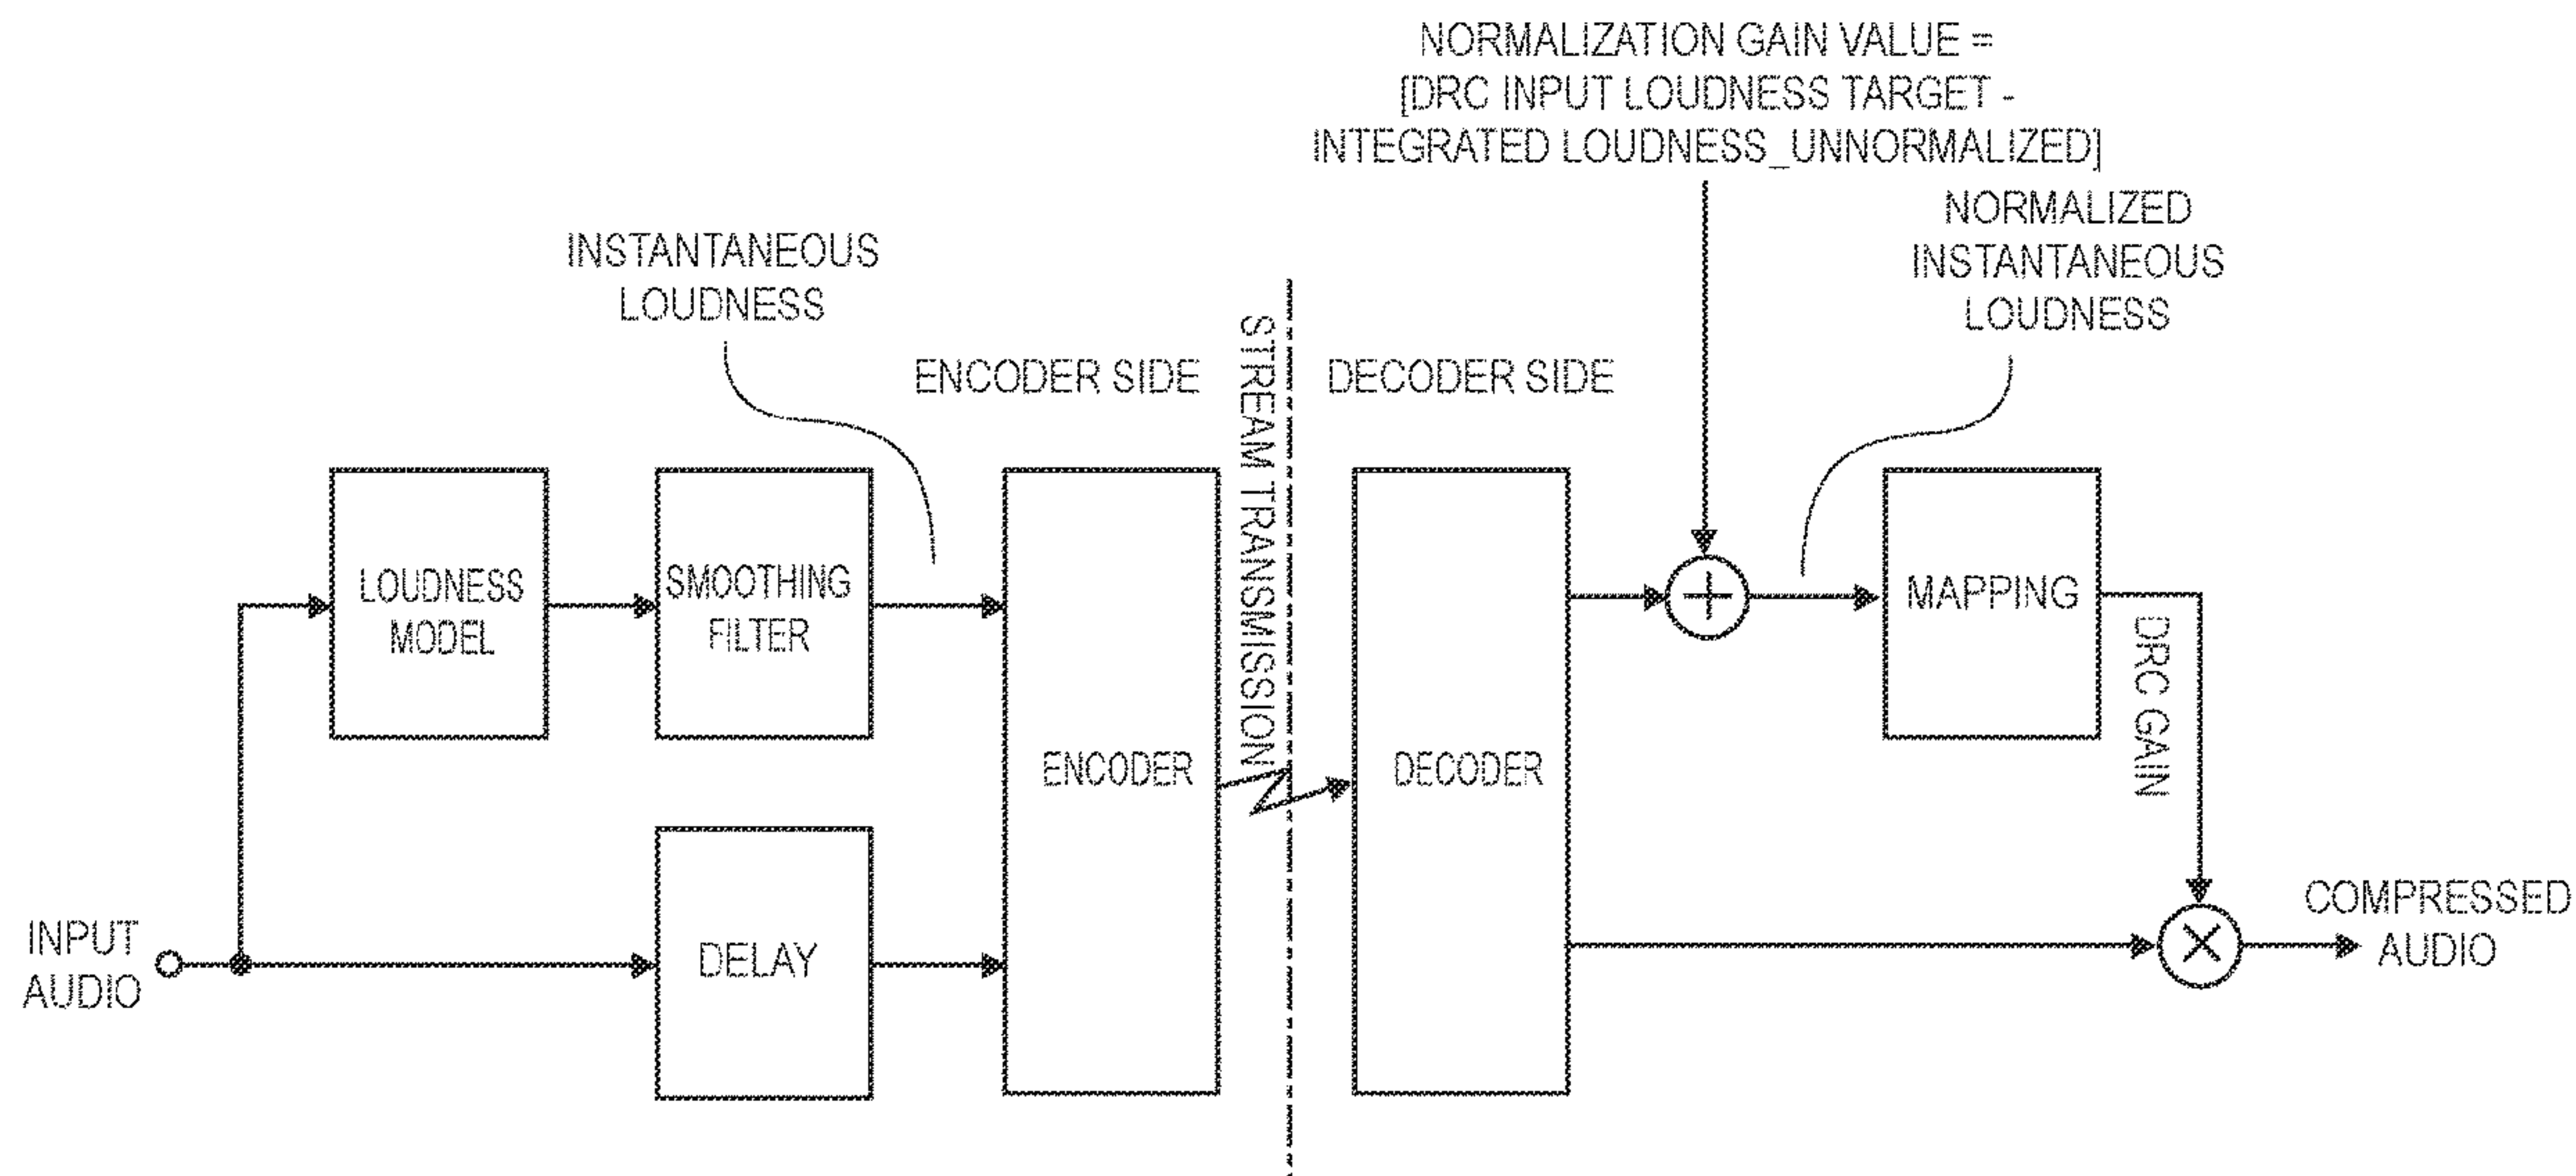 NORMALIZATION GAIN VALUE =
[DRC INPUT LOUDNESS TARGET -
INTEGRATED LOUDNESS_UNNORMALIZED]
NORMALIZED
INSTANTANEOUS
LOUDNESS
INSTANTANEOUS
LOUDNESS
ENCODER SIDE
STREAM TRANSMISSION
DECODER SIDE
LOUDNESS
MODEL
SMOOTHING
FILTER
ENCODER
DECODER
MAPPING
DRC GAIN
INPUT
AUDIO
DELAY
COMPRESSED
AUDIO